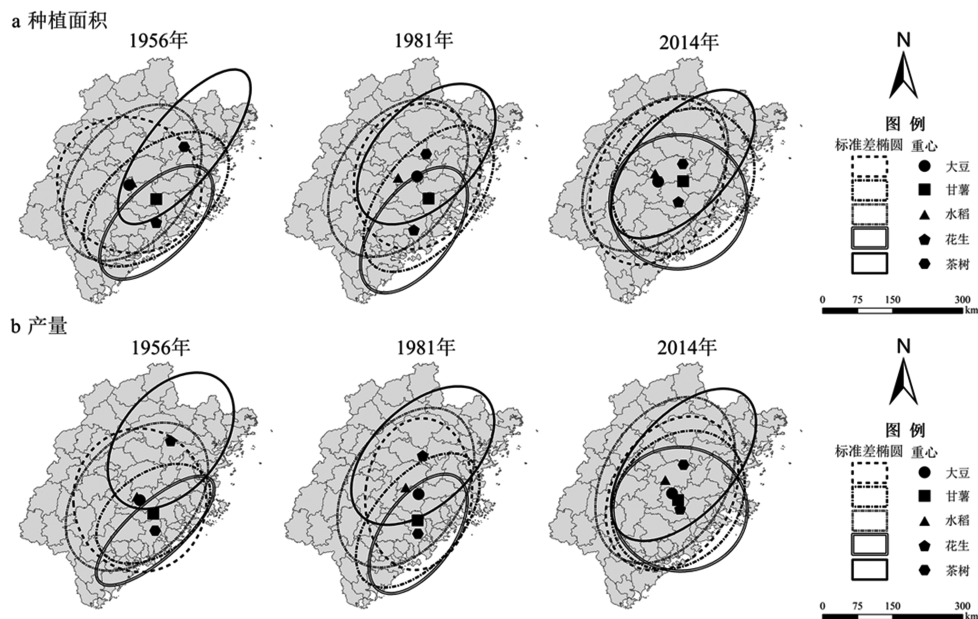 a 种植面积
1956年 1981年 2014年
N
图 例
标准差椭圆 重心
大豆
甘薯
水稻
花生
茶树
0 75 150 300
km
b 产量
1956年 1981年 2014年
N
图 例
标准差椭圆 重心
大豆
甘薯
水稻
花生
茶树
0 75 150 300
km